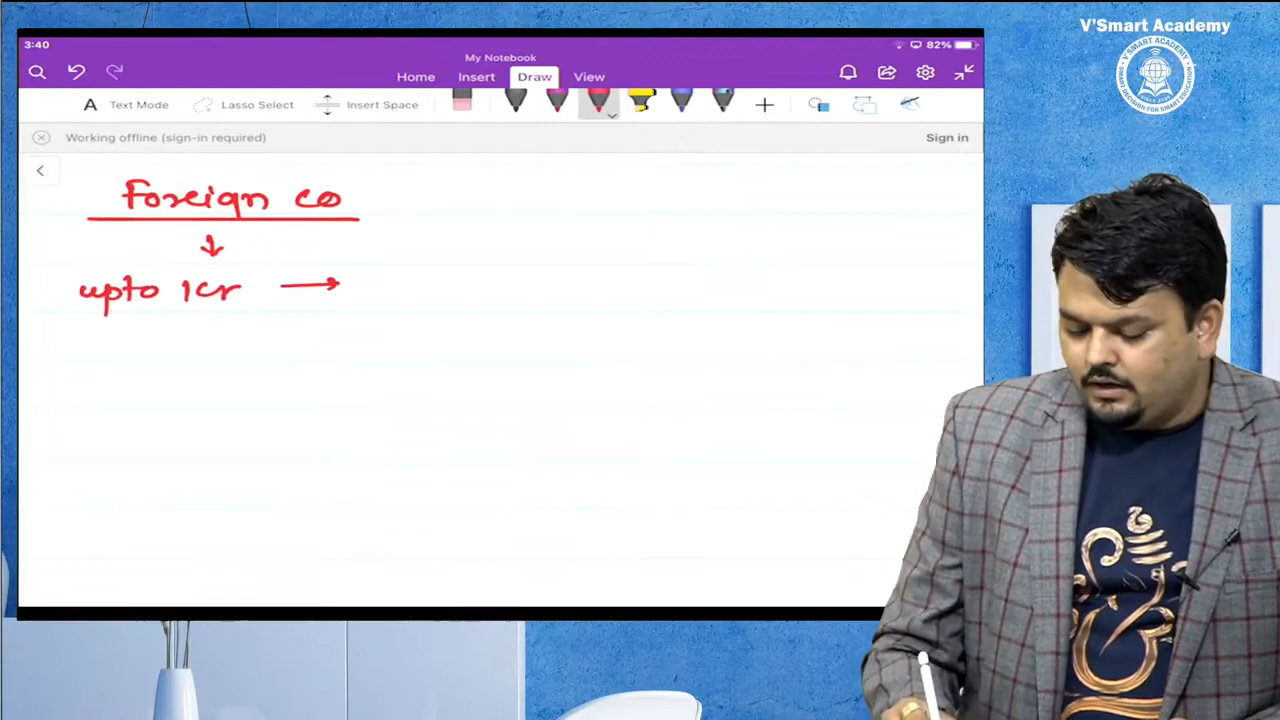 V'Smart Academy
3:40
82%
My Notebook
Home Insert Draw View
A Text Mode Lasso Select Insert Space
Working offline (sign-in required) Sign in
Foreign co
upto 1cr